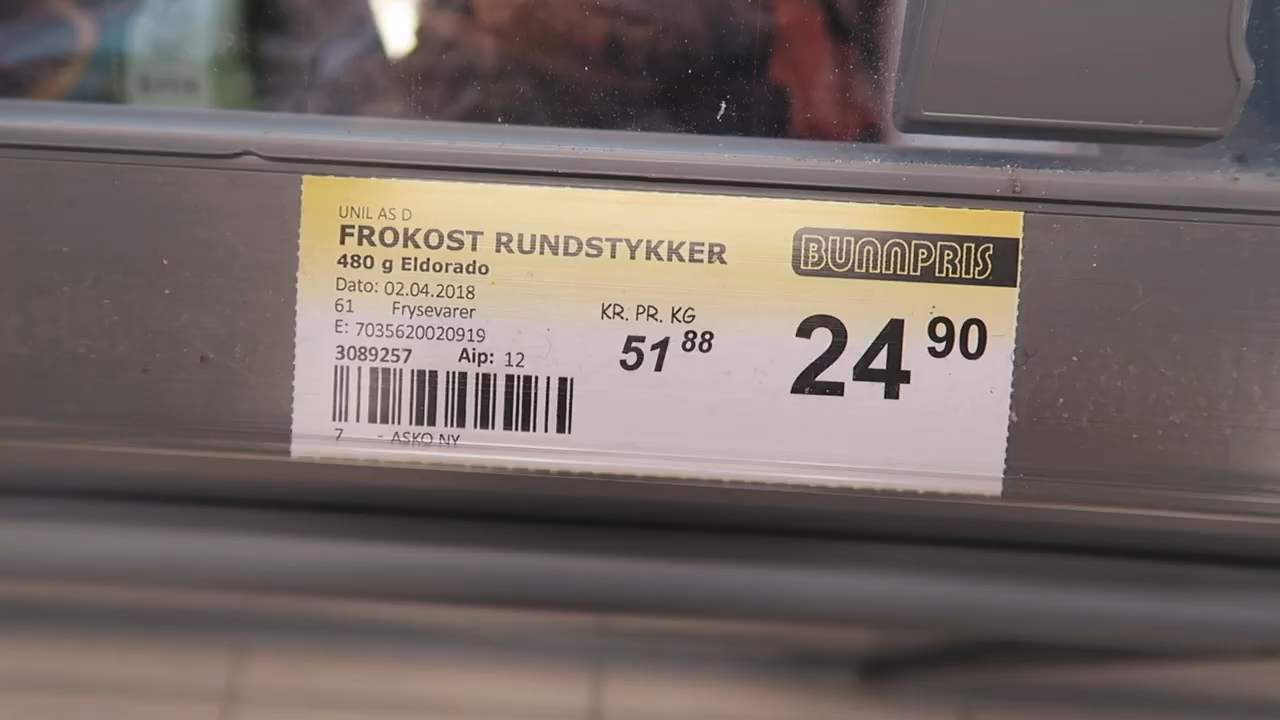 UNIL AS D
FROKOST RUNDSTYKKER
480 g Eldorado
BUNNPRIS
Dato: 02.04.2018
61 Frysevarer
E: 7035620020919
3089257 Aip: 12
KR. PR. KG
51 88
24 90
7 - ASKO NY